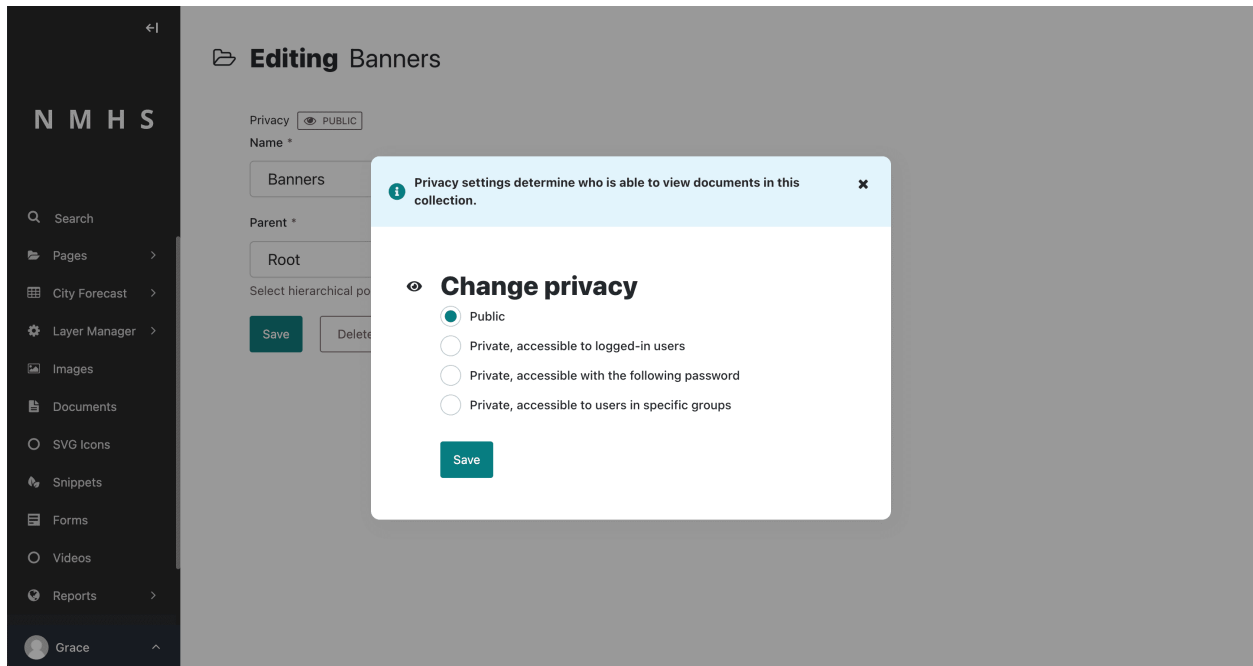 N M H S
Search
Pages
City Forecast
Layer Manager
Images
Documents
SVG Icons
Snippets
Forms
Videos
Reports
Grace
Editing Banners
Privacy PUBLIC
Name *
Banners
Parent *
Root
Select hierarchical po
Save Delete
Privacy settings determine who is able to view documents in this
collection.
Change privacy
Public
Private, accessible to logged-in users
Private, accessible with the following password
Private, accessible to users in specific groups
Save